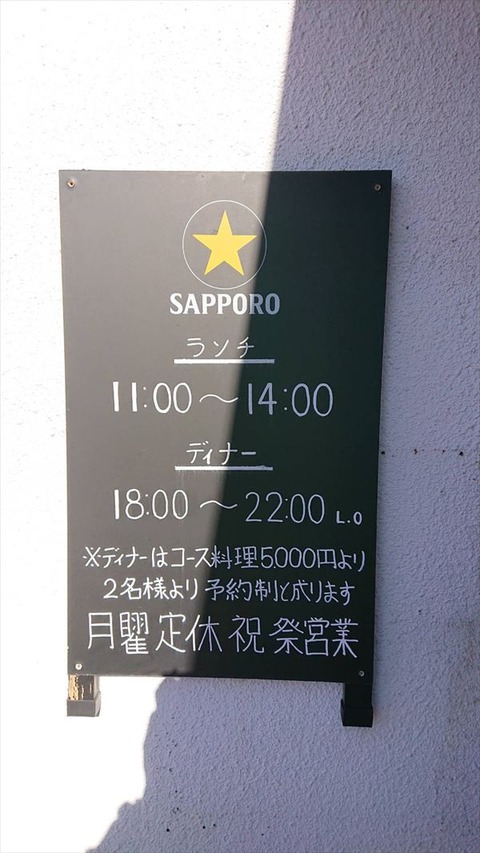 SAPPORO
ランチ
11:00〜14:00
ディナー
18:00〜22:00 L.O
※ディナーはコース料理5,000円より
2名様より予約制と成ります
月曜定休 祝祭営業